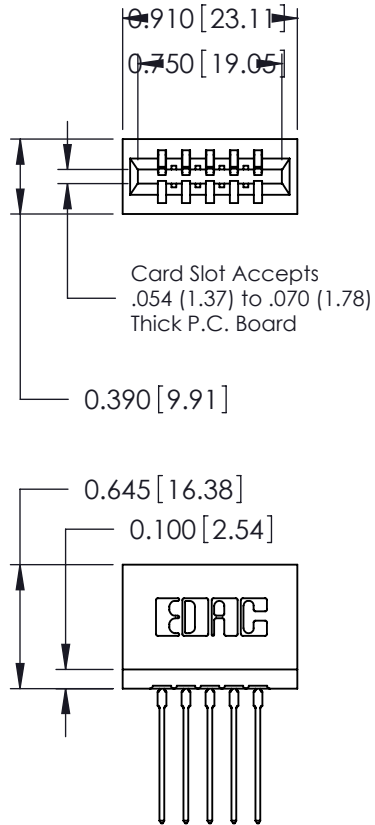 0.910 [23.11]
0.750 [19.05]
Card Slot Accepts
.054 (1.37) to .070 (1.78)
Thick P.C. Board
0.390 [9.91]
0.645 [16.38]
0.100 [2.54]
EDAC